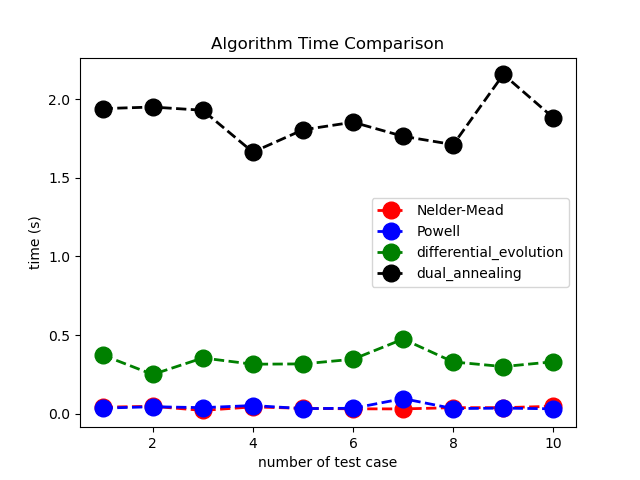 Algorithm Time Comparison
time (s)
2.0
1.5
1.0
0.5
0.0
Nelder-Mead
Powell
differential_evolution
dual_annealing
2 4 6 8 10
number of test case